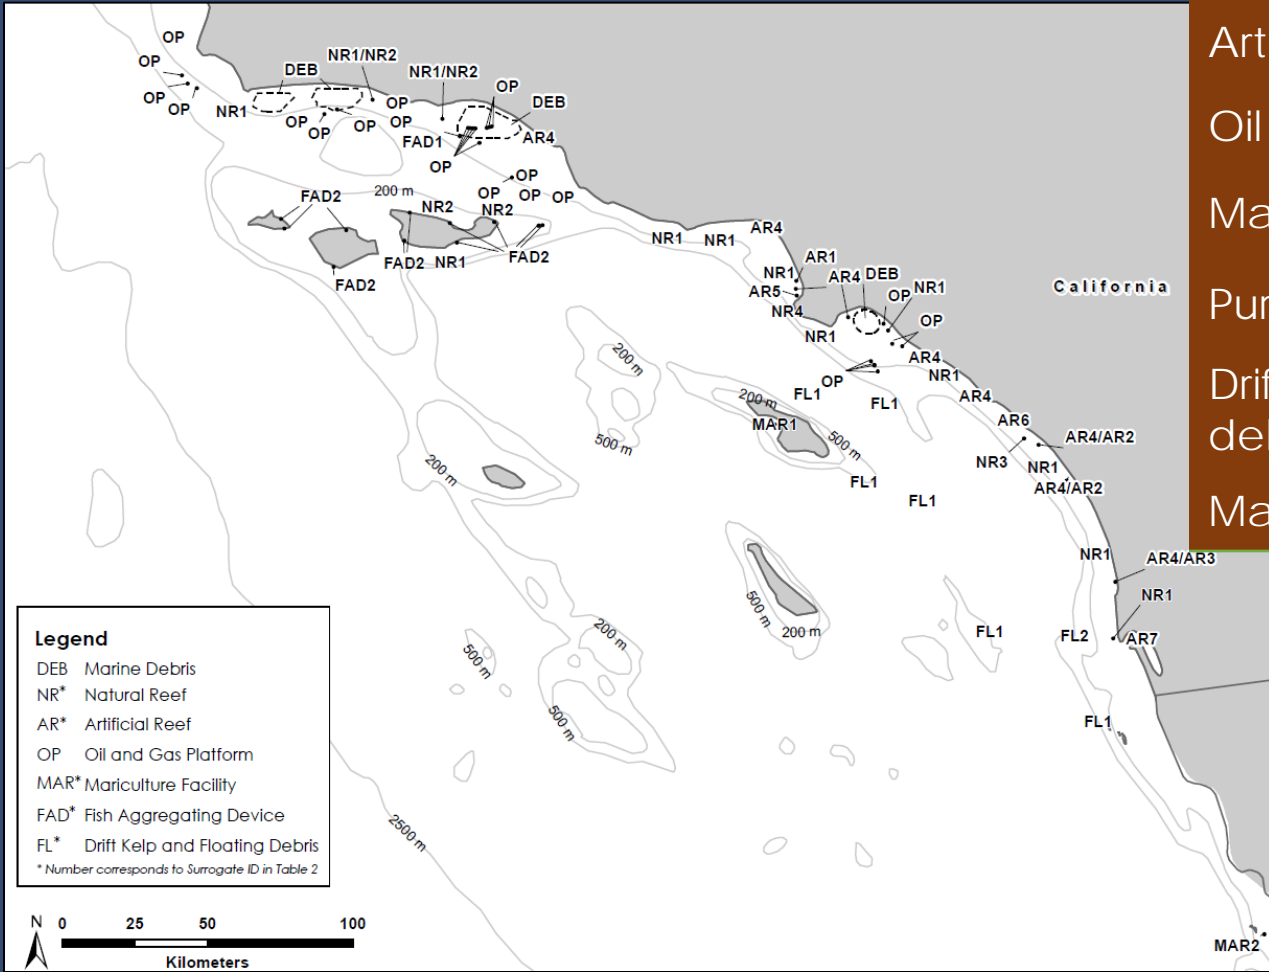 OP
OP
OP
OP
NR1
DEB
NR1/NR2
NR1/NR2
OP
DEB
OP
OP
OP
OP
OP
FAD1
AR4
OP
OP
OP
OP
OP
200 m
FAD2
NR2
NR2
FAD2
FAD2
NR1
FAD2
NR1
NR1
AR4
AR1
NR1
AR4
DEB
AR5
OP
NR1
NR4
OP
NR1
AR4
OP
NR1
FL1
FL1
AR4
California
200 m
500 m
200 m
MAR1
500 m
200 m
FL1
FL1
AR6
AR4/AR2
NR3
NR1
AR4/AR2
NR1
AR4/AR3
NR1
500 m
200 m
FL1
FL2
AR7
FL1
500 m
200 m
500 m
2500 m
MAR2
Legend
DEB Marine Debris
NR* Natural Reef
AR* Artificial Reef
OP Oil and Gas Platform
MAR* Mariculture Facility
FAD* Fish Aggregating Device
FL* Drift Kelp and Floating Debris
* Number corresponds to Surrogate ID in Table 2
N 0 25 50 100
Kilometers
Art
Oil
Ma
Pur
Drif
del
Ma